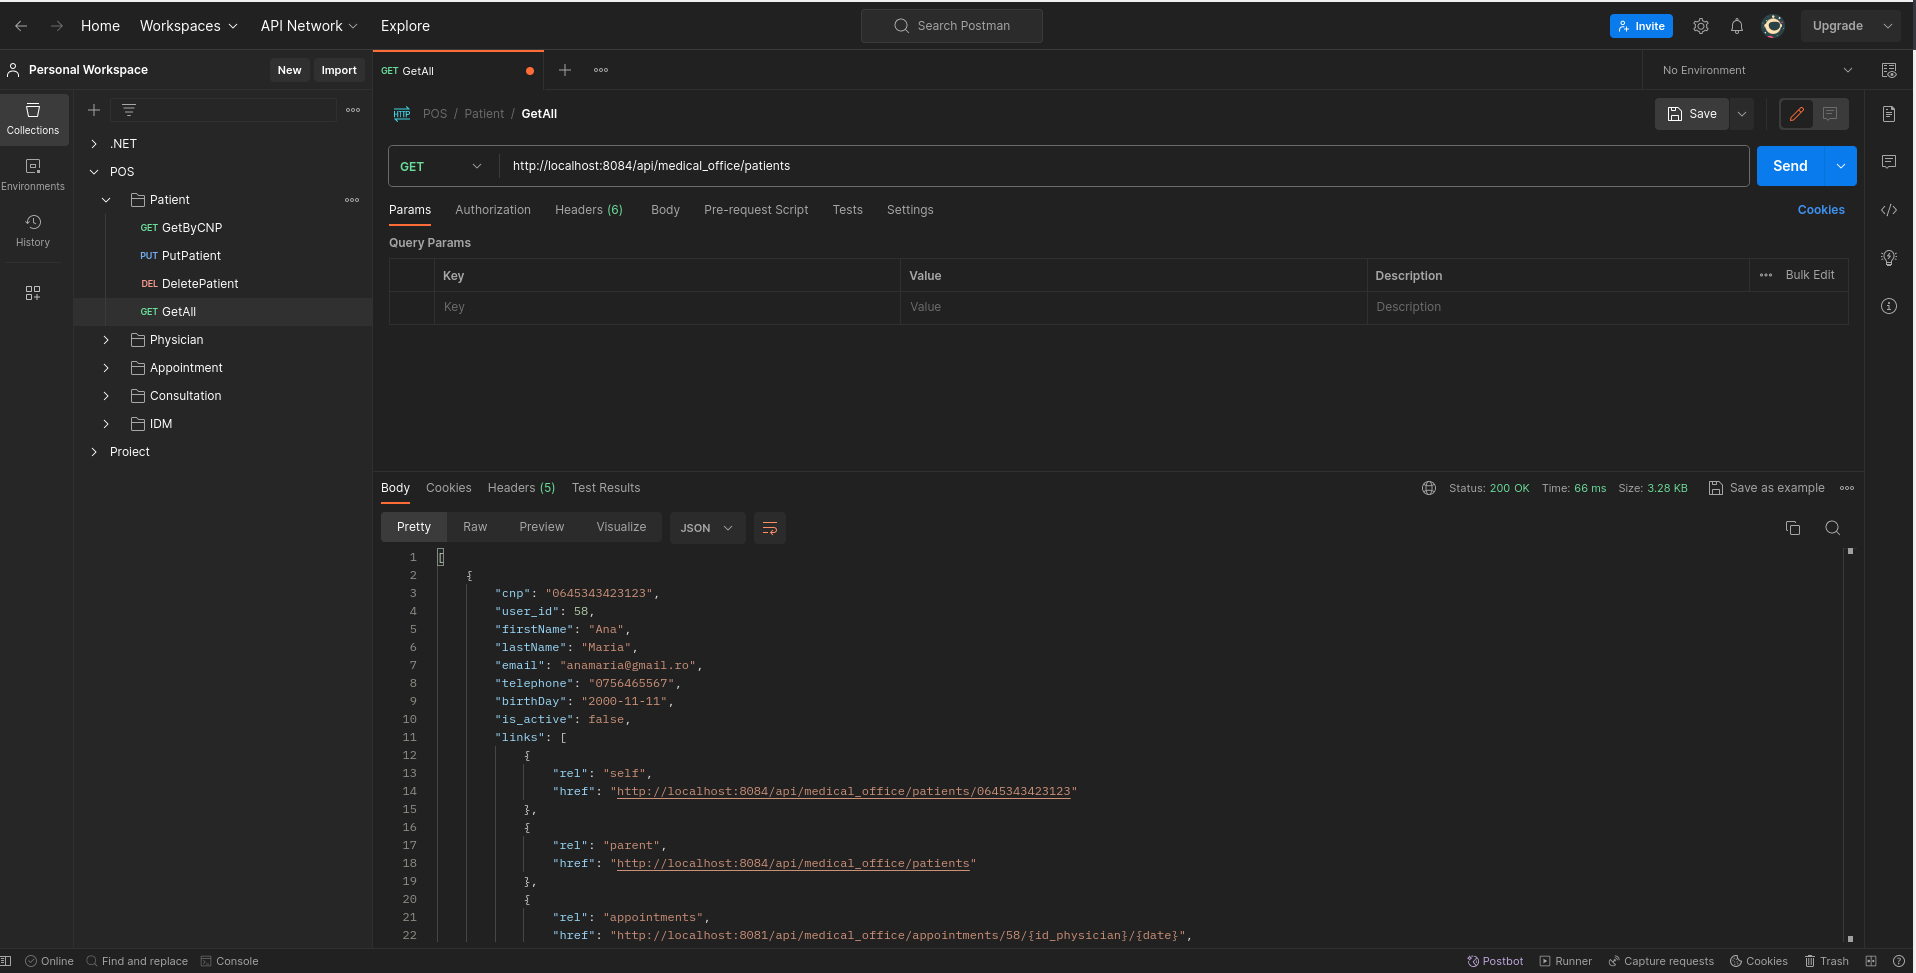 Home Workspaces API Network Explore Search Postman Invite Upgrade
Personal Workspace New Import GET GetAll No Environment
Collections
Environments
History
.NET
POS
Patient
GET GetByCNP
PUT PutPatient
DEL DeletePatient
GET GetAll
Physician
Appointment
Consultation
IDM
Proiect
HTTP POS / Patient / GetAll Save
GET http://localhost:8084/api/medical_office/patients Send
Params Authorization Headers (6) Body Pre-request Script Tests Settings Cookies
Query Params
Key Value Description Bulk Edit
Key Value Description
Body Cookies Headers (5) Test Results Status: 200 OK Time: 66 ms Size: 3.28 KB Save as example
Pretty Raw Preview Visualize JSON
1 [
2 {
3 "cnp": "0645343423123",
4 "user_id": 58,
5 "firstName": "Ana",
6 "lastName": "Maria",
7 "email": "anamaria@gmail.ro",
8 "telephone": "0756465567",
9 "birthDay": "2000-11-11",
10 "is_active": false,
11 "links": [
12 {
13 "rel": "self",
14 "href": "http://localhost:8084/api/medical_office/patients/0645343423123"
15 },
16 {
17 "rel": "parent",
18 "href": "http://localhost:8084/api/medical_office/patients"
19 },
20 {
21 "rel": "appointments",
22 "href": "http://localhost:8081/api/medical_office/appointments/58/{id_physician}/{date}",
Online Find and replace Console Postbot Runner Capture requests Cookies Trash